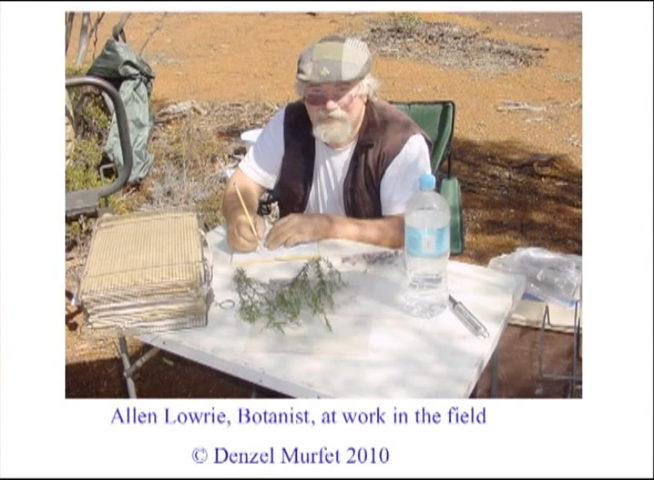 Allen Lowrie, Botanist, at work in the field
© Denzel Murfet 2010